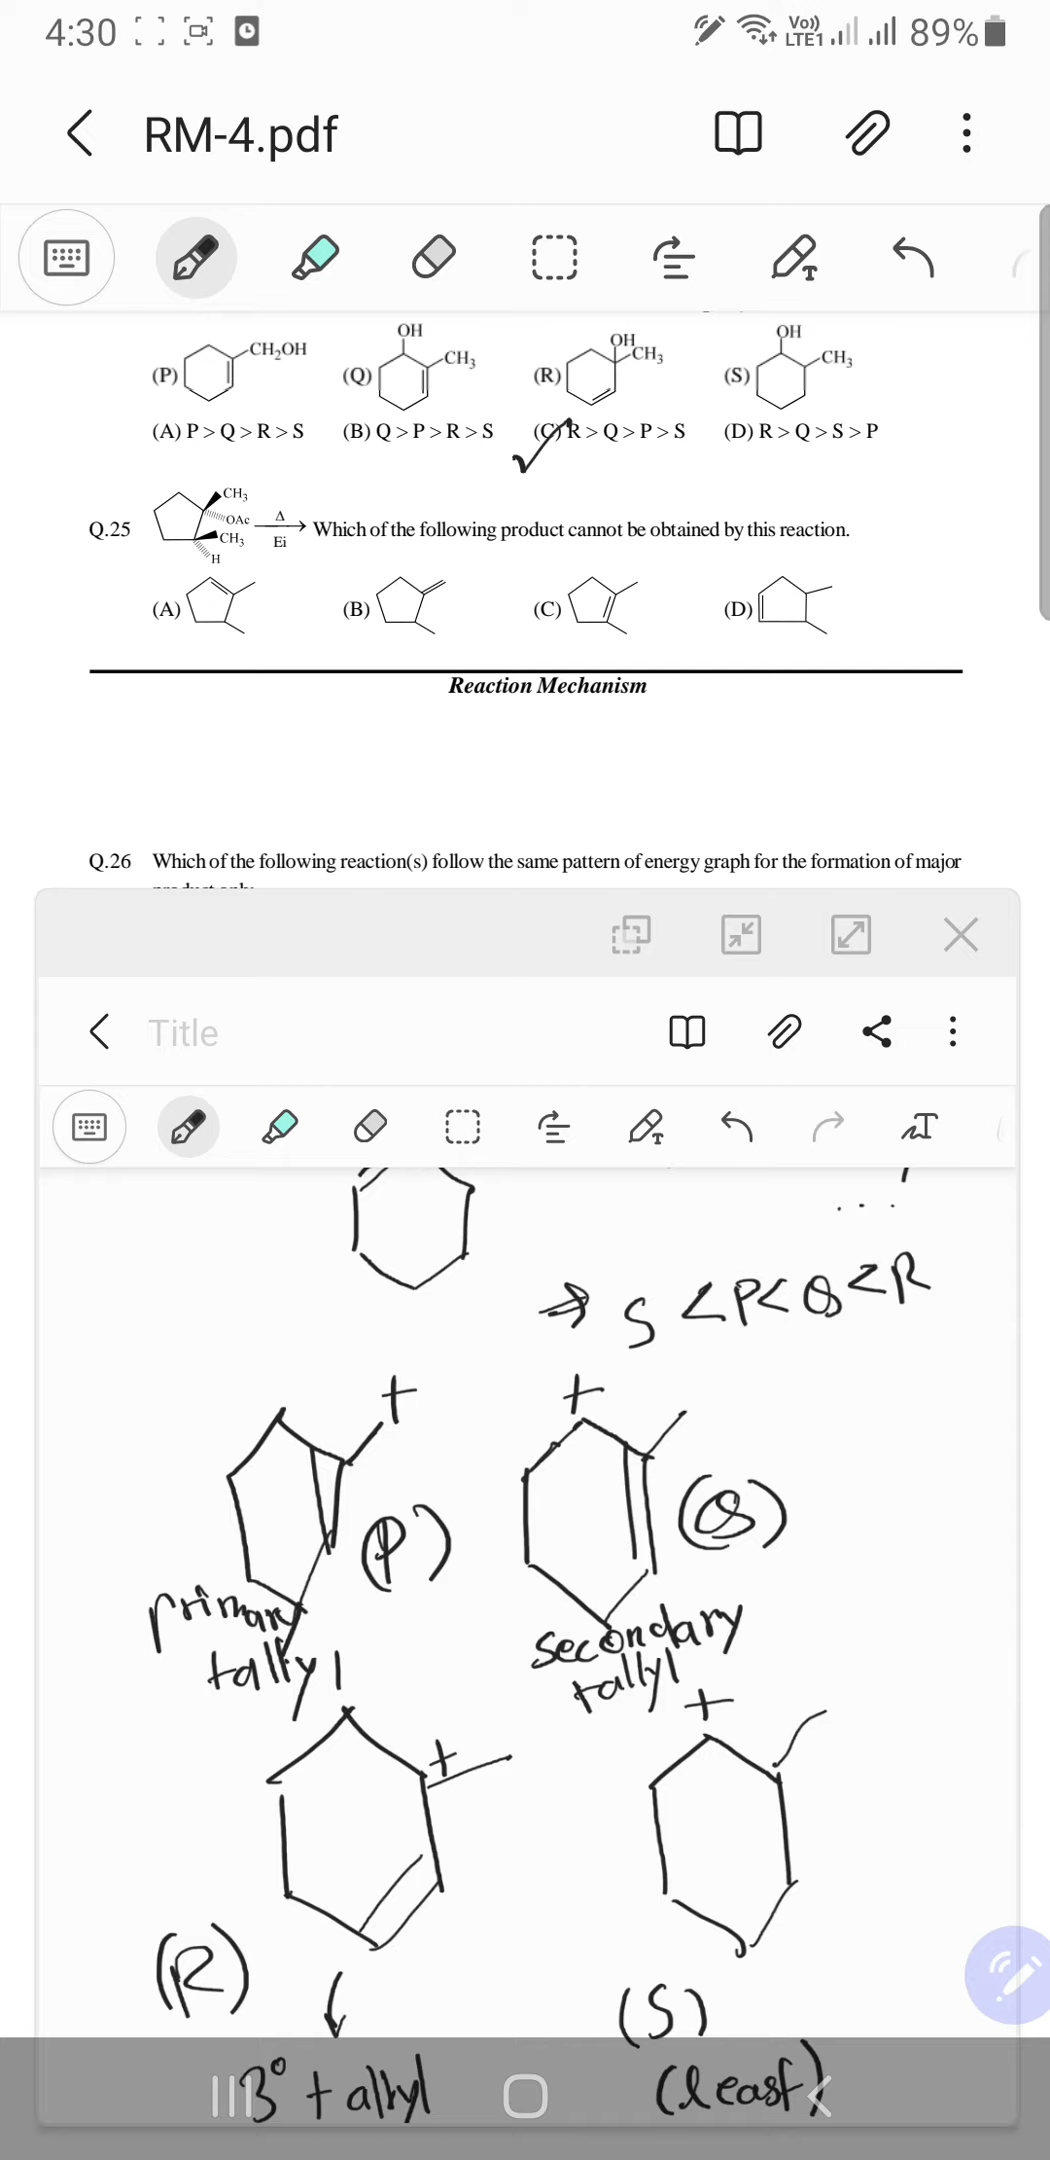 4:30 Vo)) LTE1 89%
RM-4.pdf
OH OH OH
CH2OH CH3 CH3 CH3
(P) (Q) (R) (S)
(A) P > Q > R > S (B) Q > P > R > S (C) R > Q > P > S (D) R > Q > S > P
CH3
Q.25 OAc Δ Which of the following product cannot be obtained by this reaction.
CH3 Ei
H
(A) (B) (C) (D)
Reaction Mechanism
Q.26 Which of the following reaction(s) follow the same pattern of energy graph for the formation of major
Title
⇒ S < P < Q < R
+ +
(P) (Q)
primary secondary
+allyl +allyl
+ +
(R) (S)
3° + allyl (least)